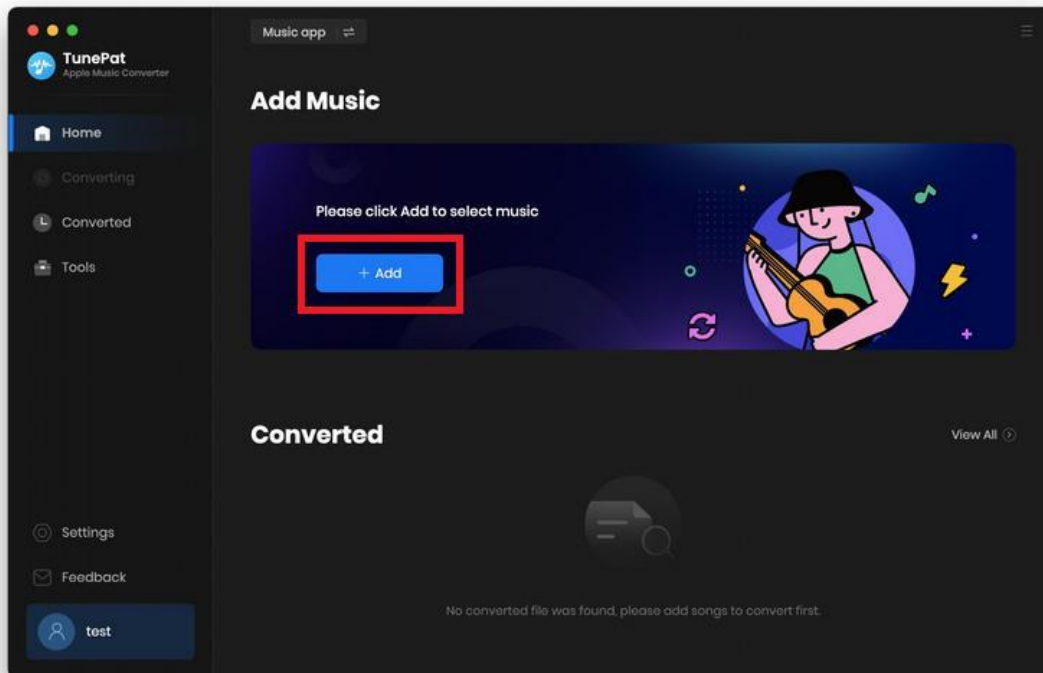 Music app
TunePat
Apple Music Converter
Add Music
Home
Converting
Converted
Tools
Please click Add to select music
+ Add
Converted
View All
No converted file was found, please add songs to convert first.
Settings
Feedback
test